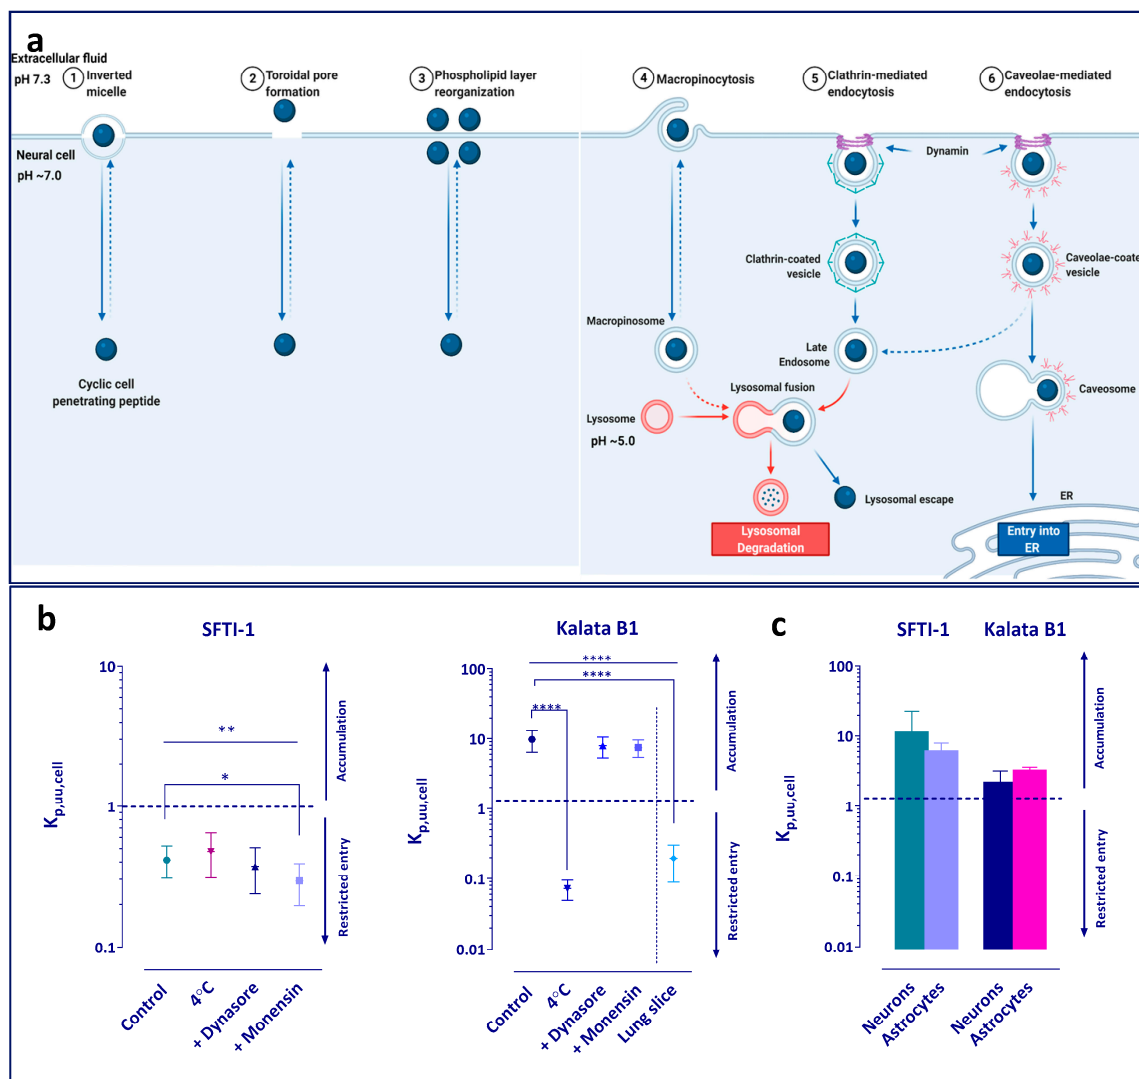 a
Extracellular fluid
pH 7.3
1 Inverted
micelle
2 Toroidal pore
formation
3 Phospholipid layer
reorganization
4 Macropinocytosis
5 Clathrin-mediated
endocytosis
6 Caveolae-mediated
endocytosis
Neural cell
pH ~7.0
Dynamin
Clathrin-coated
vesicle
Caveolae-coate
vesicle
Macropinosome
Late
Endosome
Cyclic cell
penetrating peptide
Lysosomal fusion
Caveosome
Lysosome
pH ~5.0
Lysosomal escape
ER
Lysosomal
Degradation
Entry into
ER
b
SFTI-1
Kp,uu,cell
10
1
0.1
**
*
Accumulation
Restricted entry
Control
4°C
+ Dynasore
+ Monensin
Kalata B1
Kp,uu,cell
100
10
1
0.1
0.01
****
****
****
Accumulation
Restricted entry
Control
4°C
+ Dynasore
+ Monensin
Lung slice
c
SFTI-1 Kalata B1
Kp,uu,cell
100
10
1
0.1
0.01
Accumulation
Restricted entry
Neurons
Astrocytes
Neurons
Astrocytes